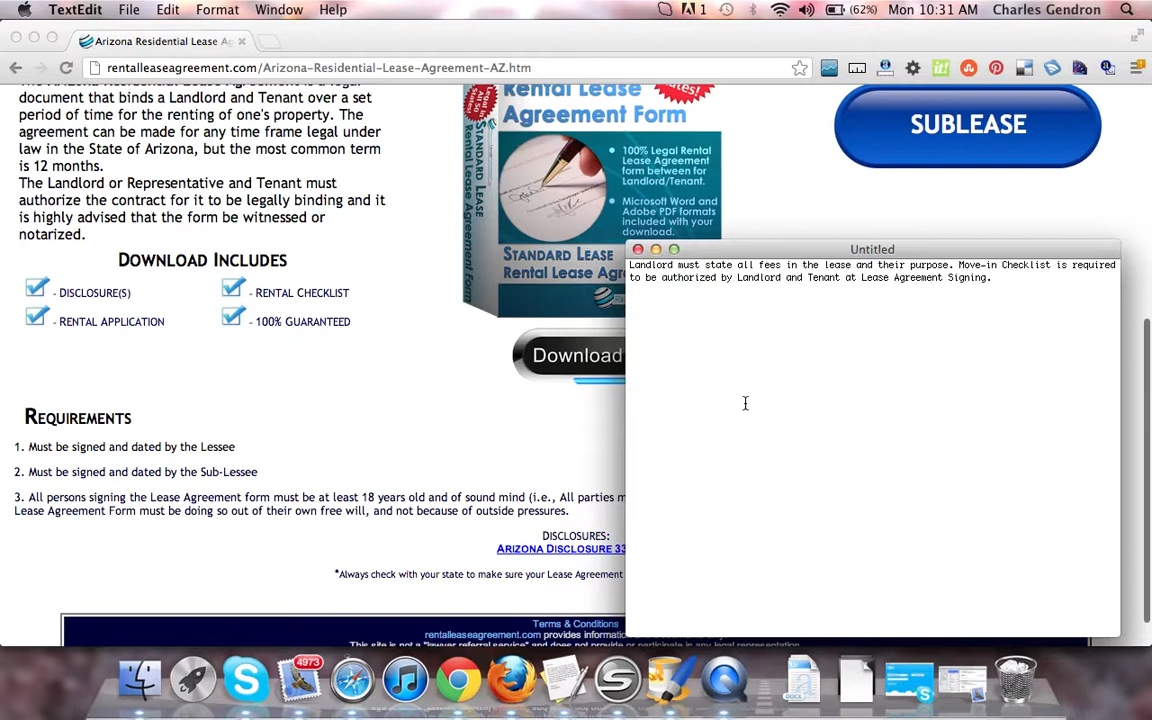 TextEdit File Edit Format Window Help
1 (62%) Mon 10:31 AM Charles Gendron
Arizona Residential Lease Ag
rentalleaseagreement.com/Arizona-Residential-Lease-Agreement-AZ.htm
document that binds a Landlord and Tenant over a set
period of time for the renting of one's property. The
agreement can be made for any time frame legal under
law in the State of Arizona, but the most common term
is 12 months.
The Landlord or Representative and Tenant must
authorize the contract for it to be legally binding and it
is highly advised that the form be witnessed or
notarized.
DOWNLOAD INCLUDES
- DISCLOSURE(S)
- RENTAL CHECKLIST
- RENTAL APPLICATION
- 100% GUARANTEED
Rental Lease
Agreement Form
100% Legal Rental
Lease Agreement
form between for
Landlord/Tenant.
Microsoft Word and
Adobe PDF formats
included with your
download.
STANDARD LEASE
Rental Lease Ag
Download
SUBLEASE
Untitled
Landlord must state all fees in the lease and their purpose. Move-in Checklist is required
to be authorized by Landlord and Tenant at Lease Agreement Signing.
REQUIREMENTS
1. Must be signed and dated by the Lessee
2. Must be signed and dated by the Sub-Lessee
3. All persons signing the Lease Agreement form must be at least 18 years old and of sound mind (i.e., All parties m
Lease Agreement Form must be doing so out of their own free will, and not because of outside pressures.
DISCLOSURES:
ARIZONA DISCLOSURE 33
*Always check with your state to make sure your Lease Agreement
Terms & Conditions
rentalleaseagreement.com provides informati
4973